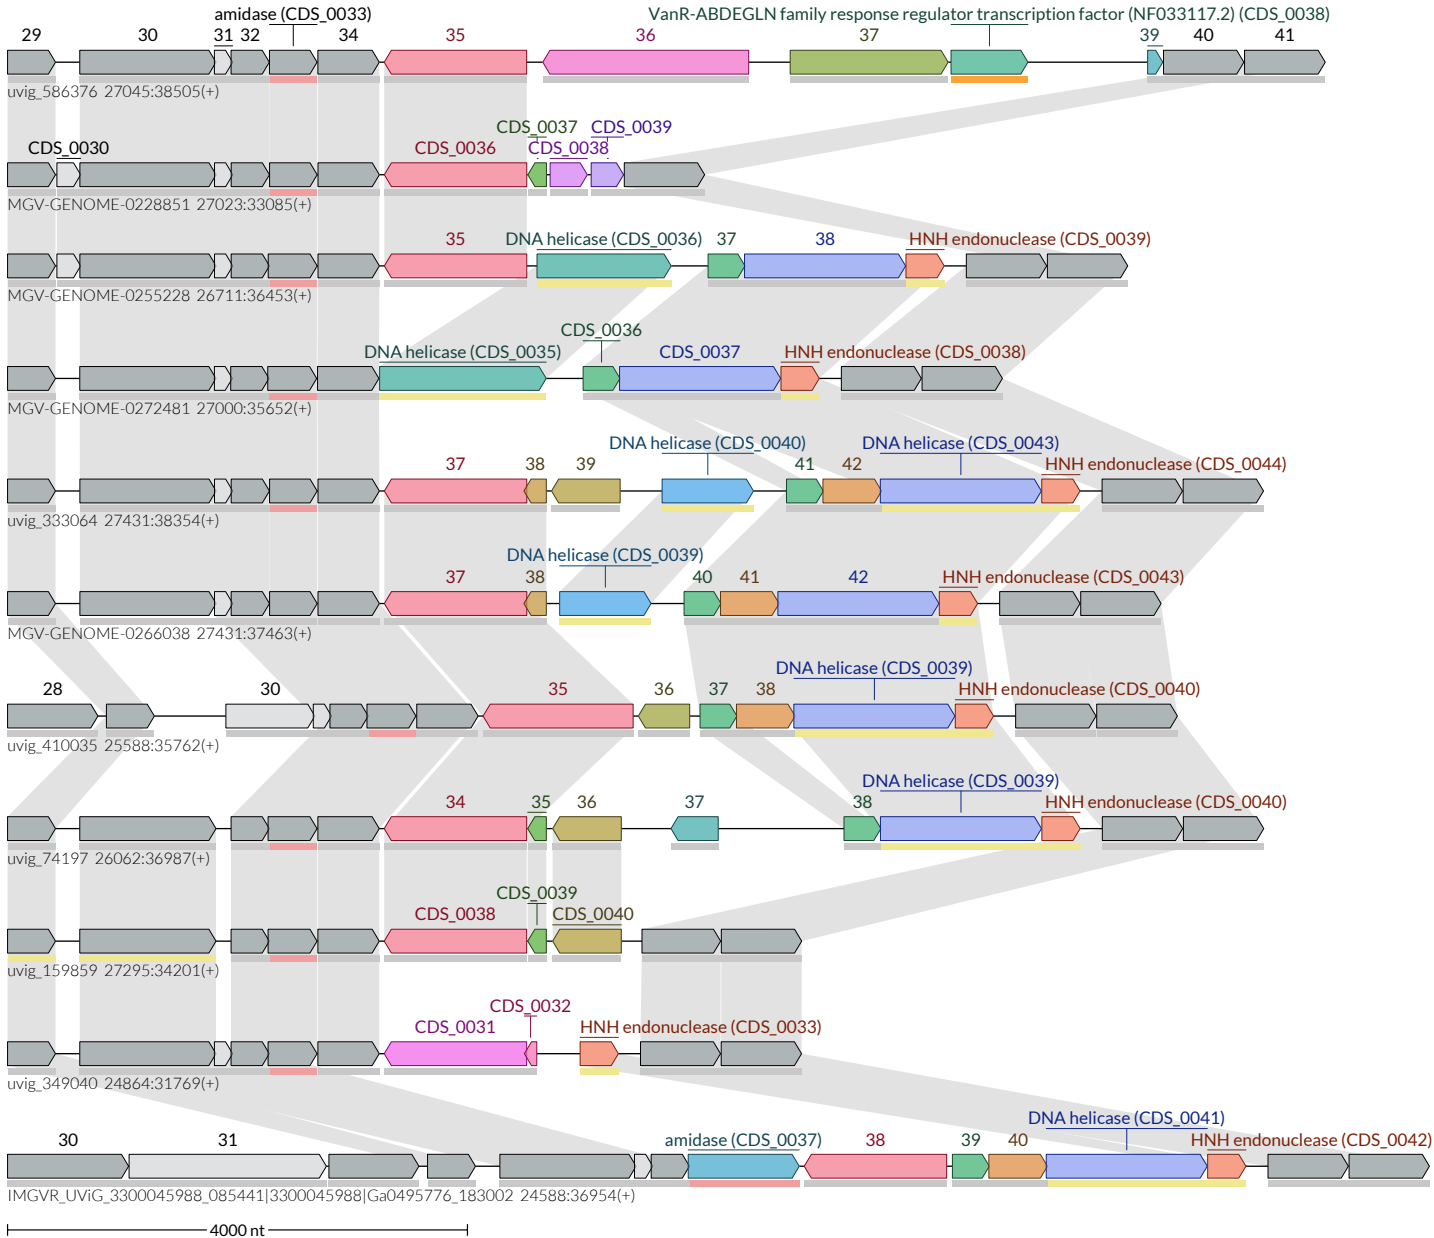 amidase (CDS_0033) VanR-ABDEGLN family response regulator transcription factor (NF033117.2) (CDS_0038)
29 30 31 32 34 35 36 37 39 40 41
uvig_586376 27045:38505(+)
CDS_0037 CDS_0039
CDS_0030 CDS_0036 CDS_0038
MGV-GENOME-0228851 27023:33085(+)
35 DNA helicase (CDS_0036) 37 38 HNH endonuclease (CDS_0039)
MGV-GENOME-0255228 26711:36453(+)
CDS_0036
DNA helicase (CDS_0035) CDS_0037 HNH endonuclease (CDS_0038)
MGV-GENOME-0272481 27000:35652(+)
DNA helicase (CDS_0040) DNA helicase (CDS_0043)
37 38 39 41 42 HNH endonuclease (CDS_0044)
uvig_333064 27431:38354(+)
DNA helicase (CDS_0039)
37 38 40 41 42 HNH endonuclease (CDS_0043)
MGV-GENOME-0266038 27431:37463(+)
DNA helicase (CDS_0039)
28 30 35 36 37 38 HNH endonuclease (CDS_0040)
uvig_410035 25588:35762(+)
DNA helicase (CDS_0039)
34 35 36 37 38 HNH endonuclease (CDS_0040)
uvig_74197 26062:36987(+)
CDS_0039
CDS_0038 CDS_0040
uvig_159859 27295:34201(+)
CDS_0032
CDS_0031 HNH endonuclease (CDS_0033)
uvig_349040 24864:31769(+)
DNA helicase (CDS_0041)
30 31 amidase (CDS_0037) 38 39 40 HNH endonuclease (CDS_0042)
IMGVR_UViG_3300045988_085441|3300045988|Ga0495776_183002 24588:36954(+)
4000 nt